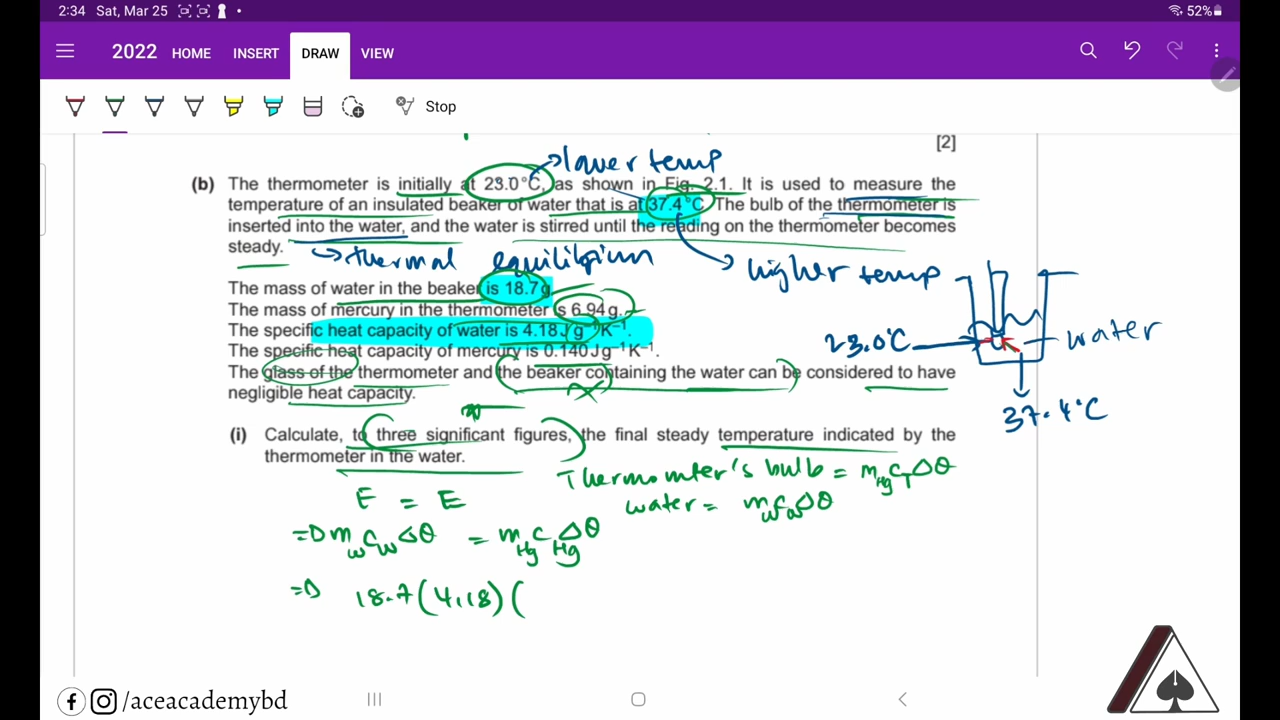 2:34 Sat, Mar 25
52%
2022 HOME INSERT DRAW VIEW
Stop
[2]
lower temp
(b) The thermometer is initially at 23.0°C, as shown in Fig. 2.1. It is used to measure the
temperature of an insulated beaker of water that is at 37.4°C. The bulb of the thermometer is
inserted into the water, and the water is stirred until the reading on the thermometer becomes
steady.
thermal equilibrium
higher temp
The mass of water in the beaker is 18.7 g.
The mass of mercury in the thermometer is 6.94 g.
The specific heat capacity of water is 4.18 J g⁻¹ K⁻¹.
The specific heat capacity of mercury is 0.140 J g⁻¹ K⁻¹.
The glass of the thermometer and the beaker containing the water can be considered to have
negligible heat capacity.
23.0°C
water
37.4°C
(i) Calculate, to three significant figures, the final steady temperature indicated by the
thermometer in the water.
Thermometer's bulb = m_Hg c_T Δθ
water = m_w c_w Δθ
E = E
=D m_w c_w Δθ = m_Hg c_Hg Δθ
=D 18.7(4.18)(
/aceacademybd